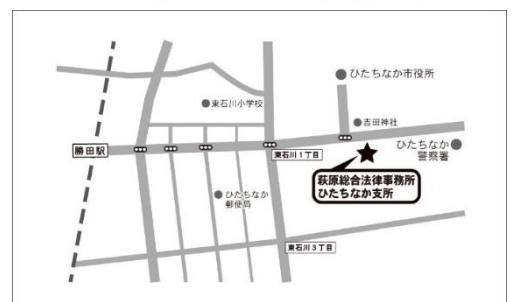 ひたちなか市役所
東石川小学校
吉田神社
勝田駅
東石川1丁目
ひたちなか
警察署
萩原総合法律事務所
ひたちなか支所
ひたちなか
郵便局
東石川3丁目